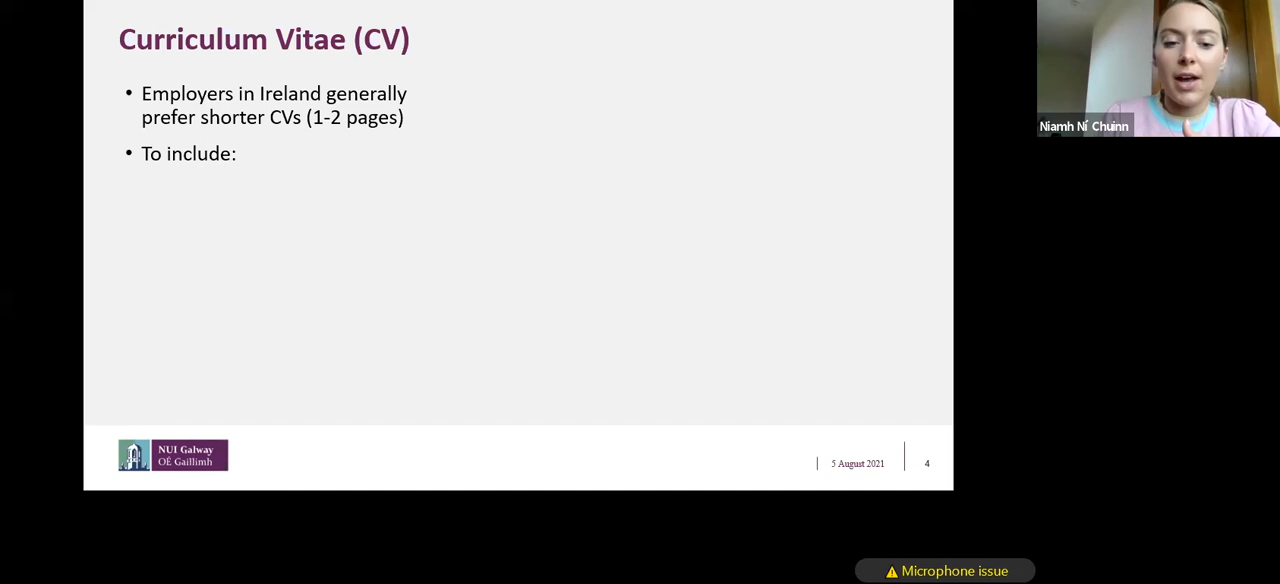 Curriculum Vitae (CV)
• Employers in Ireland generally
prefer shorter CVs (1-2 pages)
• To include:
Niamh Ní Chuinn
NUI Galway
OÉ Gaillimh
5 August 2021
4
Microphone issue